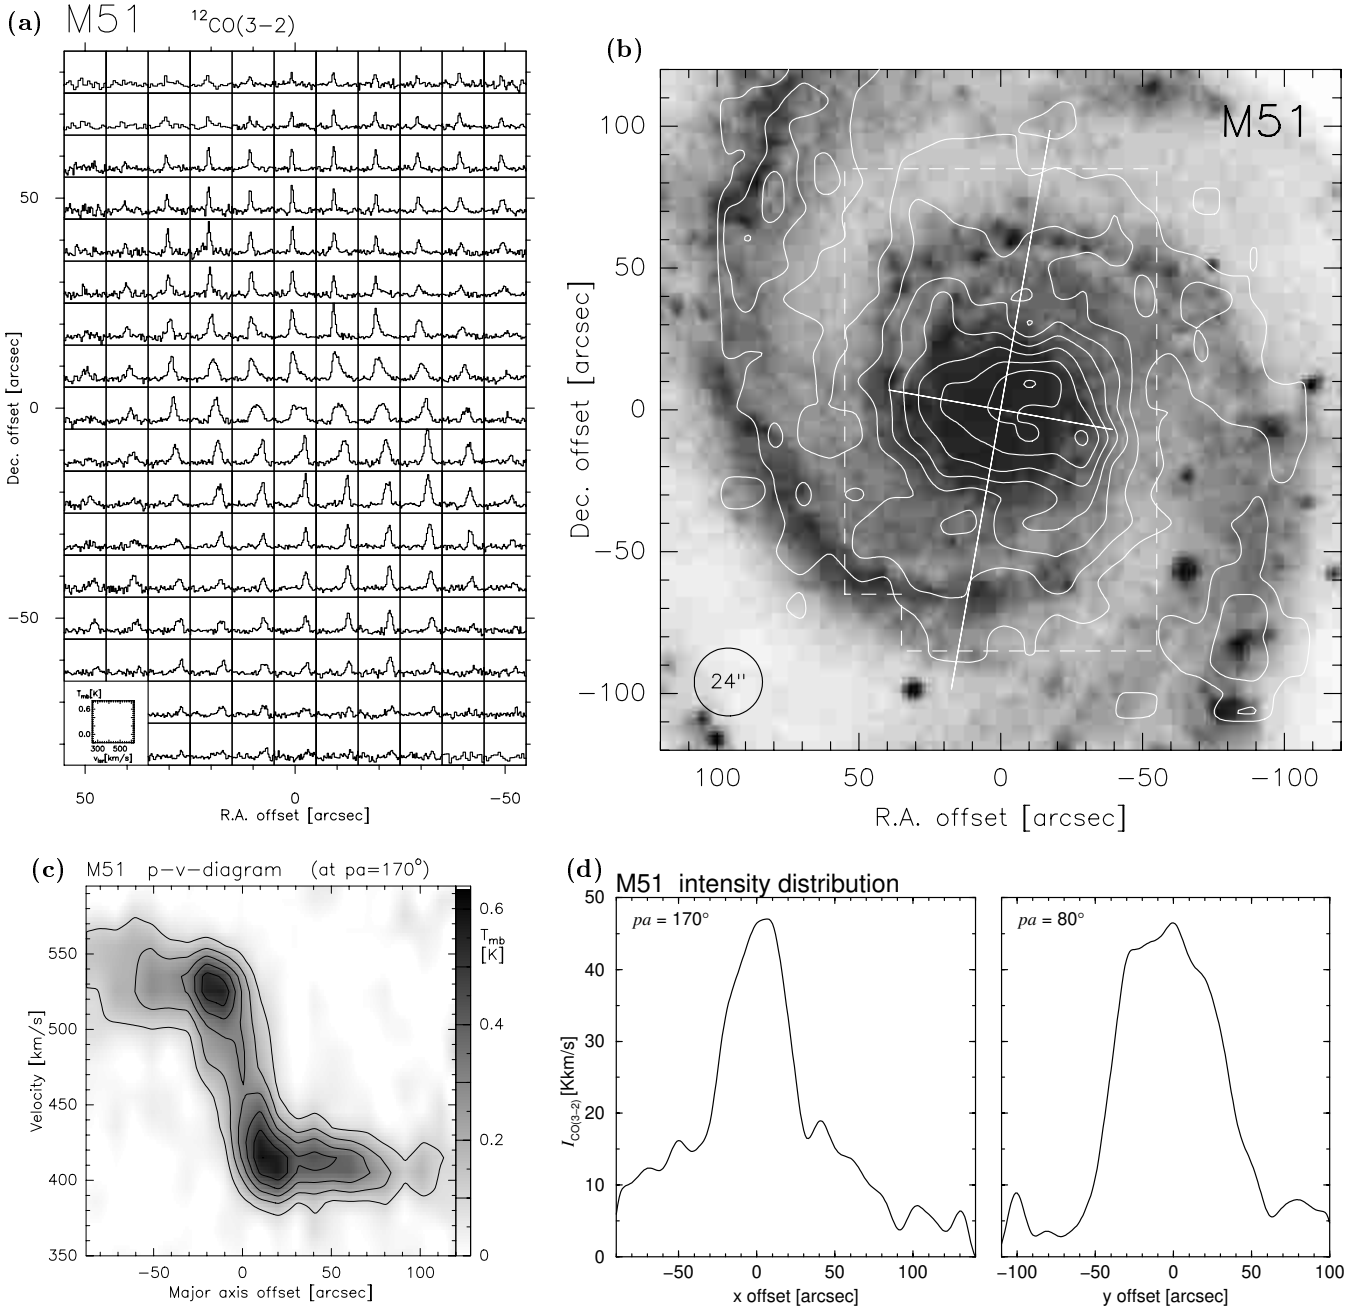 (a) M51 12CO(3−2)
50
0
−50
Dec. offset [arcsec]
Tmb[K]
0.6
0.0
300 500
vlsr[km/s]
50 0 −50
R.A. offset [arcsec]
(b)
M51
100
50
0
−50
−100
Dec. offset [arcsec]
24"
100 50 0 −50 −100
R.A. offset [arcsec]
(c) M51 p−v−diagram (at pa=170°)
550
500
450
400
350
Velocity [km/s]
0.6
Tmb
[K]
0.4
0.2
0
−50 0 50 100
Major axis offset [arcsec]
(d) M51 intensity distribution
50
40
30
20
10
0
ICO(3−2) [Kkm/s]
pa = 170°
−50 0 50 100
x offset [arcsec]
pa = 80°
−100 −50 0 50 100
y offset [arcsec]